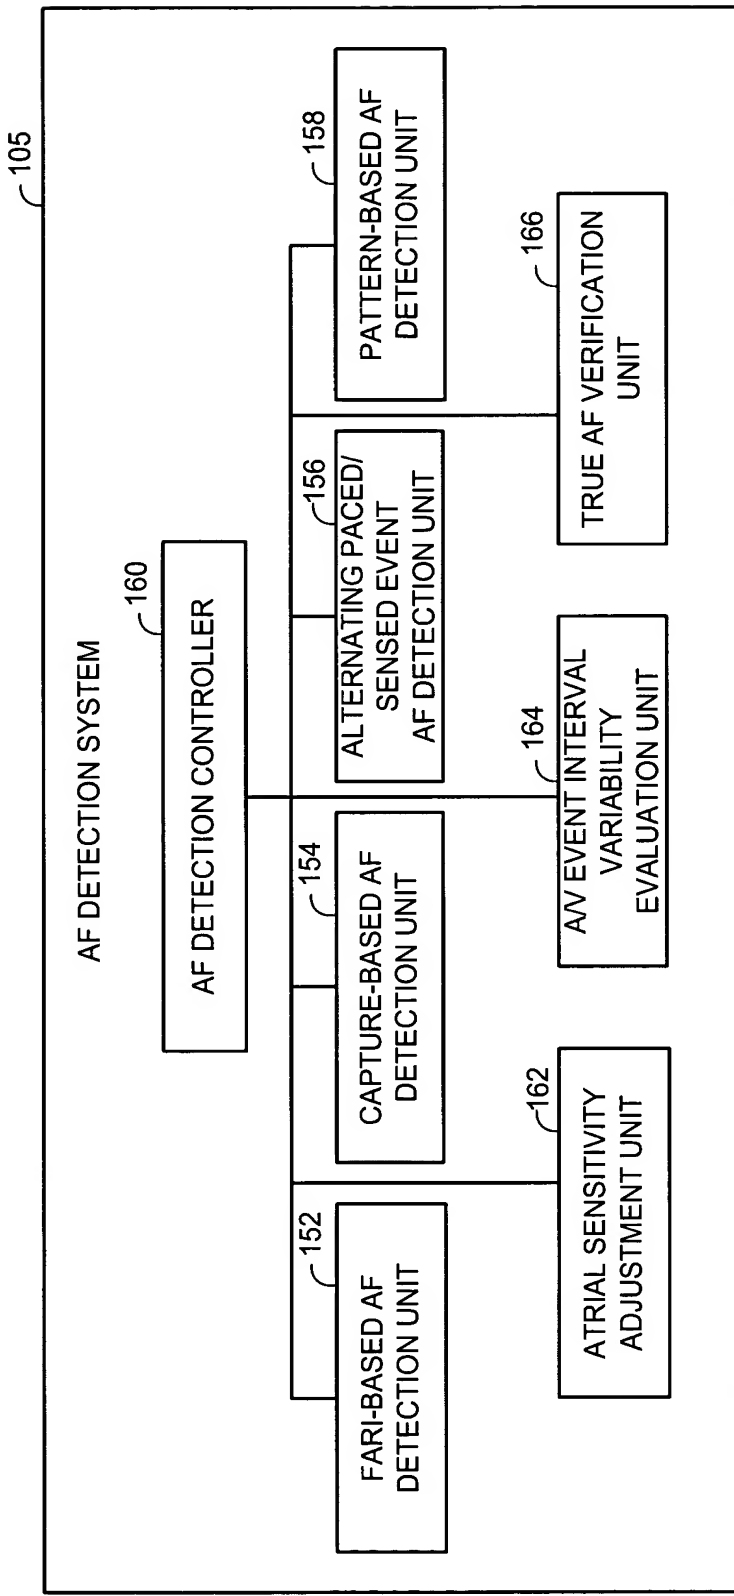 105
AF DETECTION SYSTEM
160
AF DETECTION CONTROLLER
152
FARI-BASED AF
DETECTION UNIT
154
CAPTURE-BASED AF
DETECTION UNIT
156
ALTERNATING PACED/
SENSED EVENT
AF DETECTION UNIT
158
PATTERN-BASED AF
DETECTION UNIT
162
ATRIAL SENSITIVITY
ADJUSTMENT UNIT
164
A/V EVENT INTERVAL
VARIABILITY
EVALUATION UNIT
166
TRUE AF VERIFICATION
UNIT